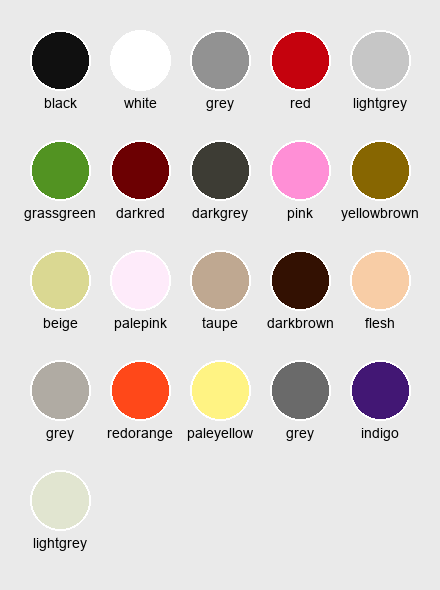 black white grey red lightgrey
grassgreen darkred darkgrey pink yellowbrown
beige palepink taupe darkbrown flesh
grey redorange paleyellow grey indigo
lightgrey